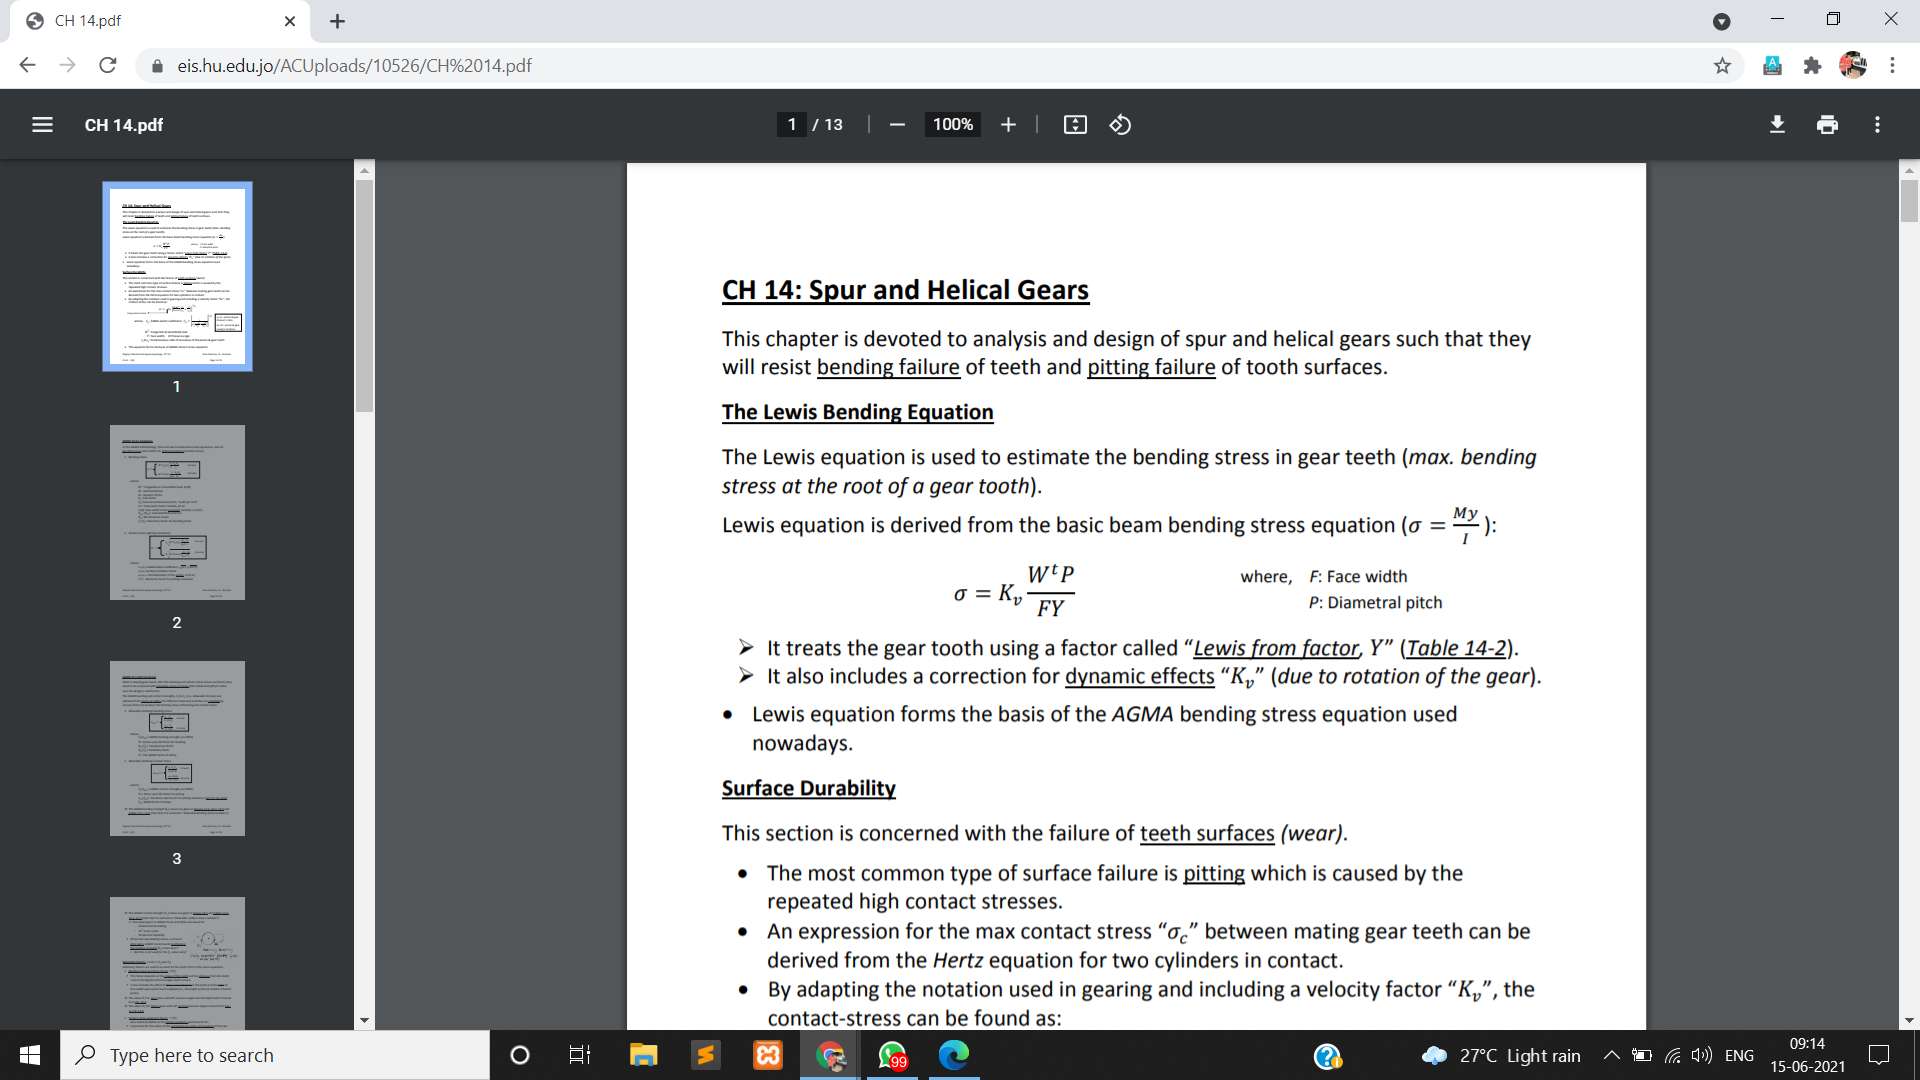 CH 14.pdf
eis.hu.edu.jo/ACUploads/10526/CH%2014.pdf
CH 14.pdf
1 / 13
100%
1
2
3
CH 14: Spur and Helical Gears
This chapter is devoted to analysis and design of spur and helical gears such that they
will resist bending failure of teeth and pitting failure of tooth surfaces.
The Lewis Bending Equation
The Lewis equation is used to estimate the bending stress in gear teeth (max. bending
stress at the root of a gear tooth).
Lewis equation is derived from the basic beam bending stress equation (σ = My/I):
σ = K_v W^t P / FY
where, F: Face width
P: Diametral pitch
➢ It treats the gear tooth using a factor called “Lewis from factor, Y” (Table 14-2).
➢ It also includes a correction for dynamic effects “K_v” (due to rotation of the gear).
• Lewis equation forms the basis of the AGMA bending stress equation used
nowadays.
Surface Durability
This section is concerned with the failure of teeth surfaces (wear).
• The most common type of surface failure is pitting which is caused by the
repeated high contact stresses.
• An expression for the max contact stress “σ_c” between mating gear teeth can be
derived from the Hertz equation for two cylinders in contact.
• By adapting the notation used in gearing and including a velocity factor “K_v”, the
contact-stress can be found as:
Type here to search
99
27°C Light rain
ENG
09:14
15-06-2021